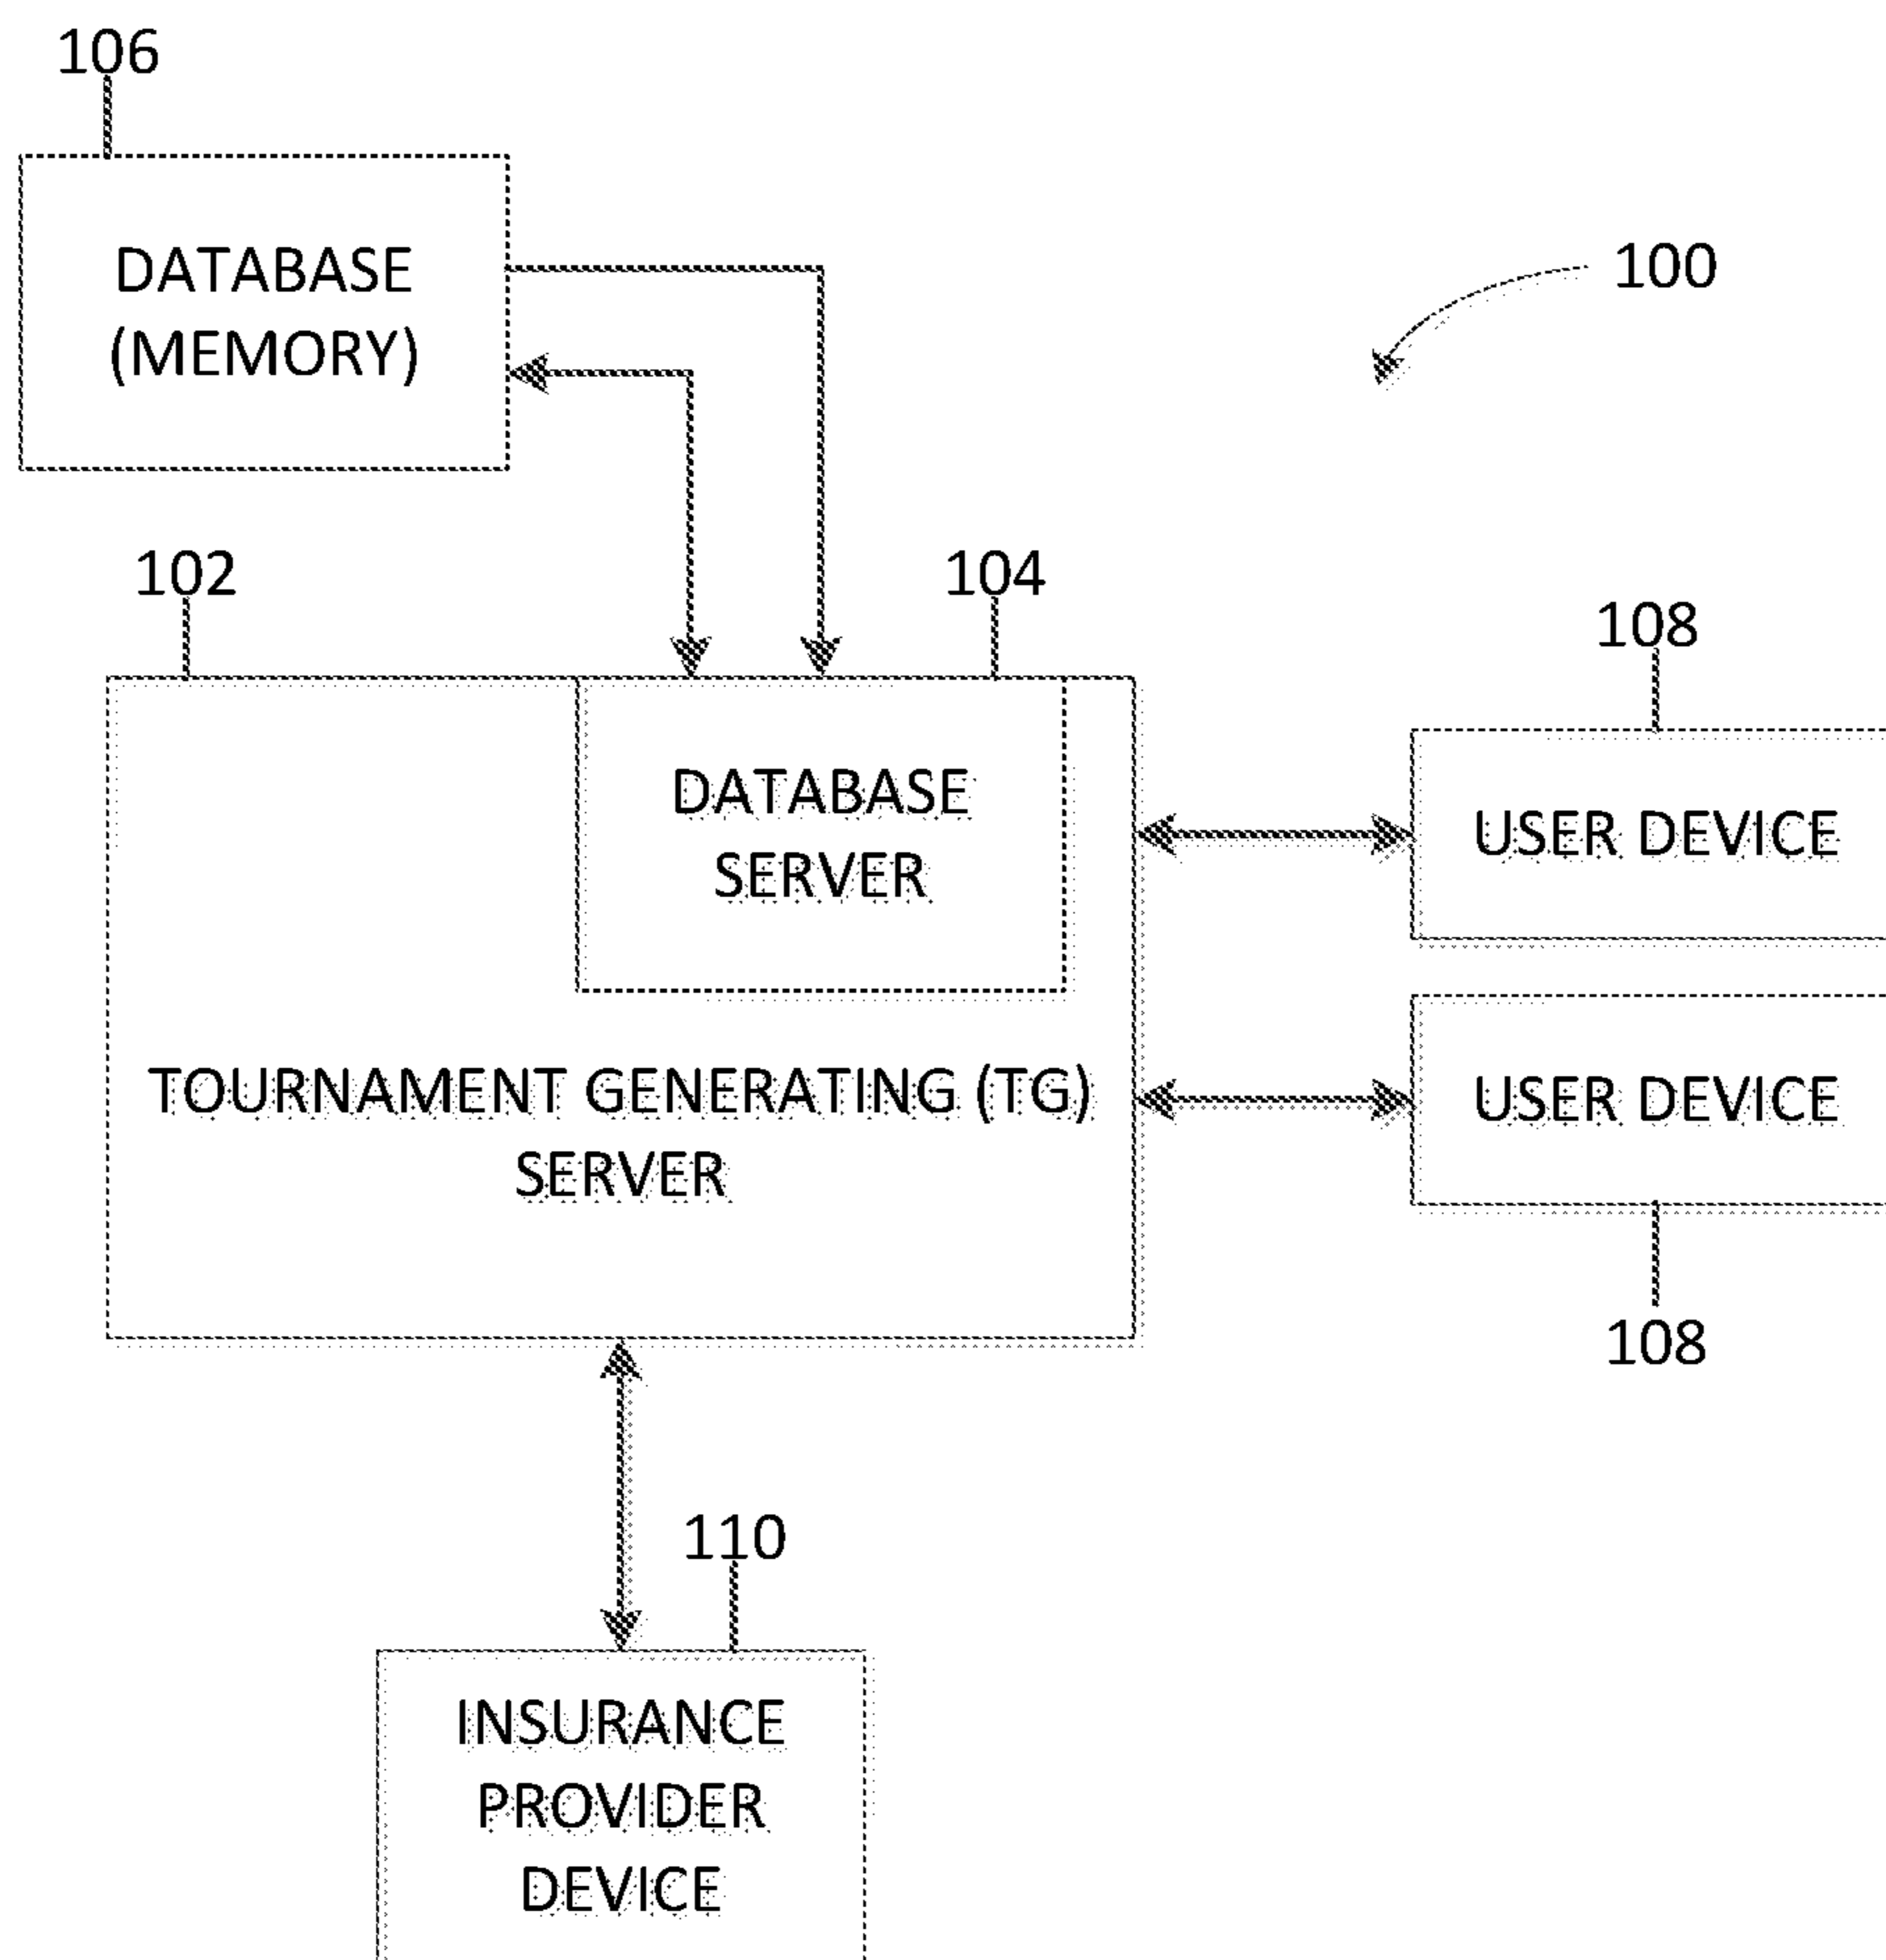 106
DATABASE
(MEMORY)
100
102
104
108
DATABASE
SERVER
USER DEVICE
TOURNAMENT GENERATING (TG)
SERVER
USER DEVICE
108
110
INSURANCE
PROVIDER
DEVICE